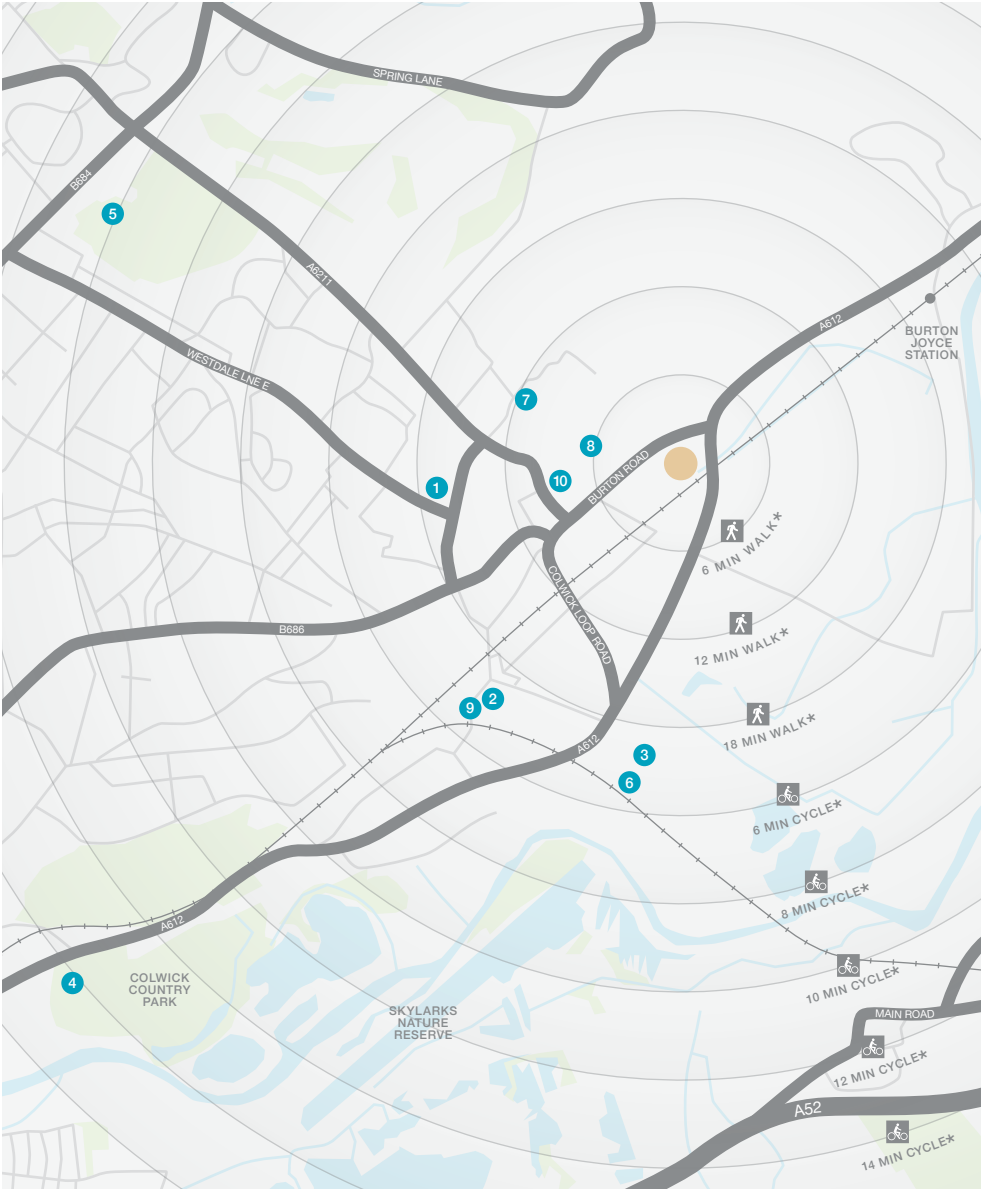 SPRING LANE
B684
5
A6211
A612
BURTON
JOYCE
STATION
WESTDALE LNE E
7
8
1
10
BURTON ROAD
6 MIN WALK*
COLWICK LOOP ROAD
B686
12 MIN WALK*
9
2
18 MIN WALK*
A612
3
6
6 MIN CYCLE*
8 MIN CYCLE*
A612
4
COLWICK
COUNTRY
PARK
10 MIN CYCLE*
SKYLARKS
NATURE
RESERVE
MAIN ROAD
12 MIN CYCLE*
A52
14 MIN CYCLE*